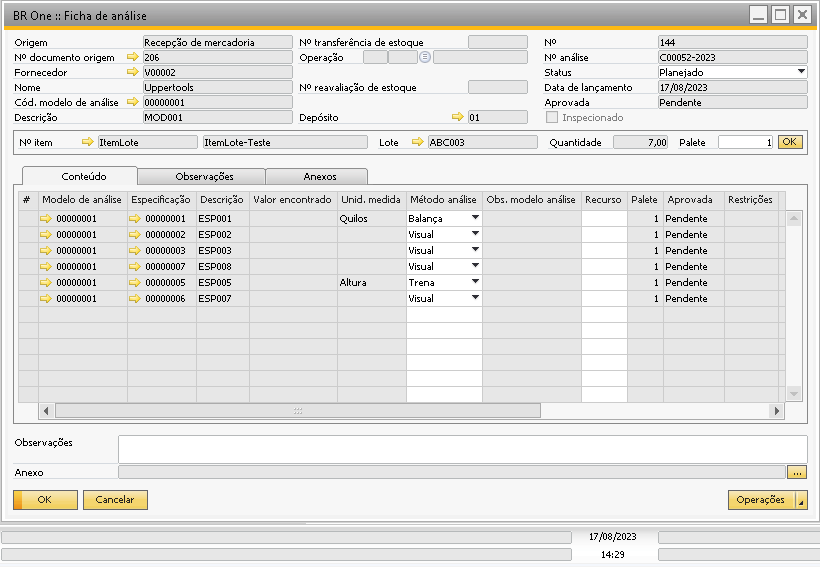 BR One :: Ficha de análise
Origem Recepção de mercadoria Nº transferência de estoque Nº 144
Nº documento origem 206 Operação Nº análise C00052-2023
Fornecedor V00002 Status Planejado
Nome Uppertools Nº reavaliação de estoque Data de lançamento 17/08/2023
Cód. modelo de análise 00000001 Aprovada Pendente
Descrição MOD001 Depósito 01 Inspecionado
Nº item ItemLote ItemLote-Teste Lote ABC003 Quantidade 7,00 Palete 1 OK
Conteúdo Observações Anexos
# Modelo de análise Especificação Descrição Valor encontrado Unid. medida Método análise Obs. modelo análise Recurso Palete Aprovada Restrições
00000001 00000001 ESP001 Quilos Balança 1 Pendente
00000001 00000002 ESP002 Visual 1 Pendente
00000001 00000003 ESP003 Visual 1 Pendente
00000001 00000007 ESP008 Visual 1 Pendente
00000001 00000005 ESP005 Altura Trena 1 Pendente
00000001 00000006 ESP007 Visual 1 Pendente
Observações
Anexo ...
OK Cancelar Operações
17/08/2023
14:29